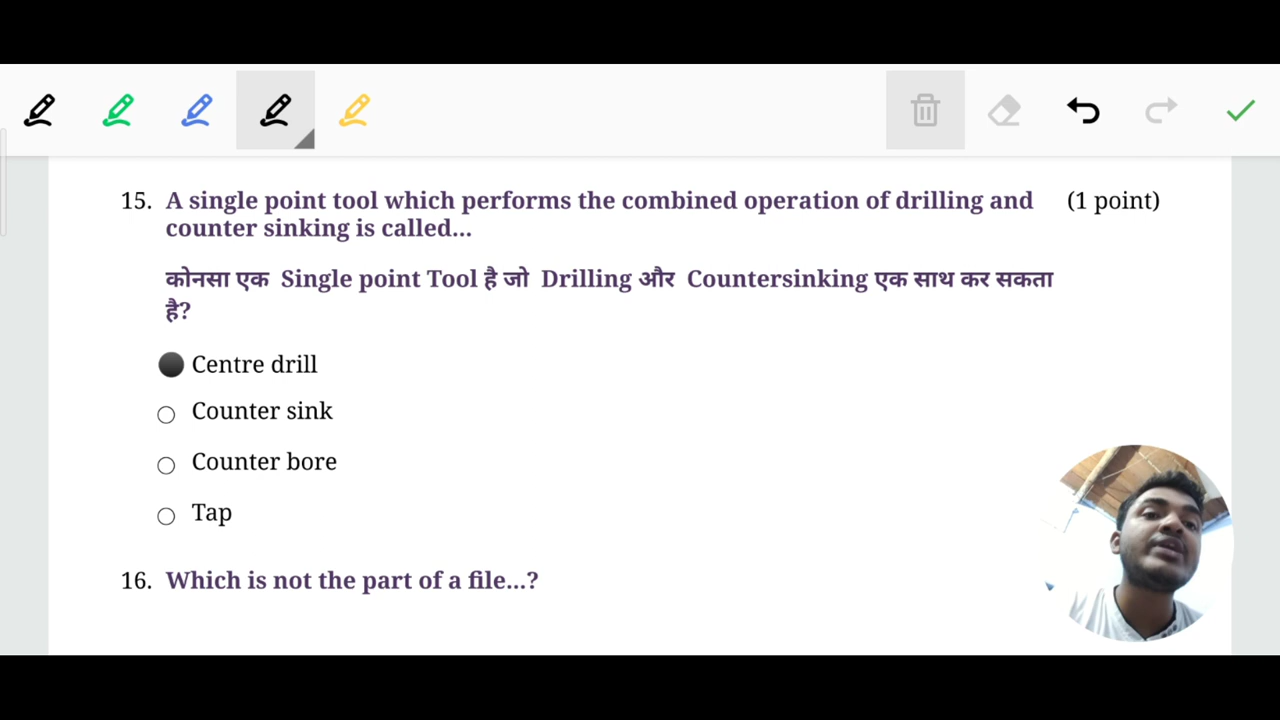 15. A single point tool which performs the combined operation of drilling and (1 point)
counter sinking is called...
कोनसा एक Single point Tool है जो Drilling और Countersinking एक साथ कर सकता
है?
Centre drill
Counter sink
Counter bore
Tap
16. Which is not the part of a file...?